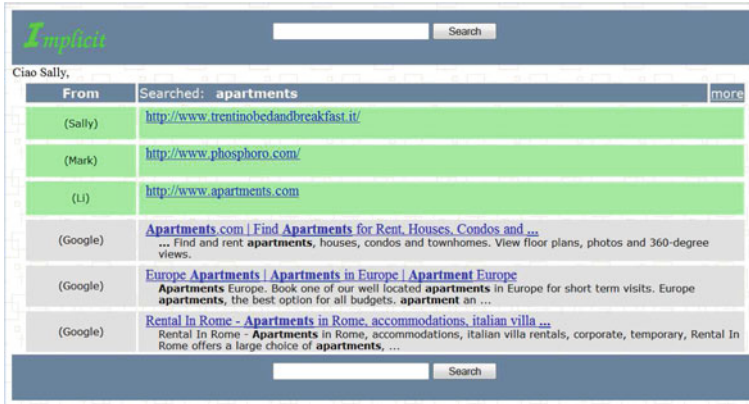 Implicit
Search
Ciao Sally,
From Searched: apartments more
(Sally) http://www.trentinobedandbreakfast.it/
(Mark) http://www.phosphoro.com/
(Li) http://www.apartments.com
Apartments.com | Find Apartments for Rent, Houses, Condos and ...
(Google) ... Find and rent apartments, houses, condos and townhomes. View floor plans, photos and 360-degree
views.
Europe Apartments | Apartments in Europe | Apartment Europe
(Google) Apartments Europe. Book one of our well located apartments in Europe for short term visits. Europe
apartments, the best option for all budgets. apartment an ...
Rental In Rome - Apartments in Rome, accommodations, italian villa ...
(Google) Rental In Rome - Apartments in Rome, accommodations, italian villa rentals, corporate, temporary, Rental In
Rome offers a large choice of apartments, ...
Search